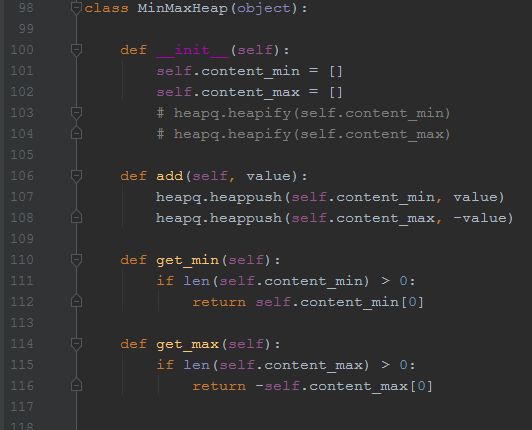 98 class MinMaxHeap(object):
99
100 def __init__(self):
101 self.content_min = []
102 self.content_max = []
103 # heapq.heapify(self.content_min)
104 # heapq.heapify(self.content_max)
105
106 def add(self, value):
107 heapq.heappush(self.content_min, value)
108 heapq.heappush(self.content_max, -value)
109
110 def get_min(self):
111 if len(self.content_min) > 0:
112 return self.content_min[0]
113
114 def get_max(self):
115 if len(self.content_max) > 0:
116 return -self.content_max[0]
117
118